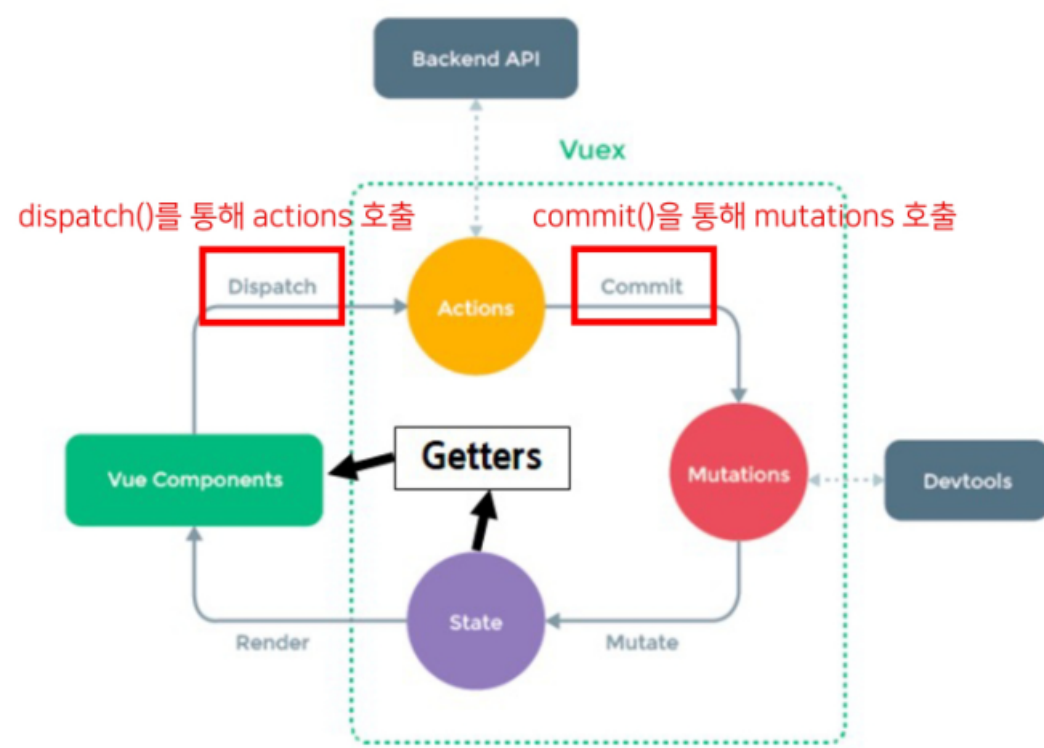 Backend API
Vuex
dispatch()를 통해 actions 호출
commit()을 통해 mutations 호출
Dispatch
Actions
Commit
Getters
Vue Components
Mutations
Devtools
State
Render
Mutate